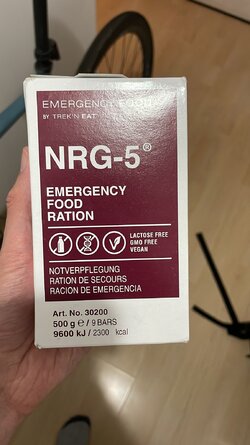 EMERGENCY FOOD
BY TREK'N EAT
NRG-5®
EMERGENCY
FOOD
RATION
LACTOSE FREE
GMO FREE
VEGAN
NOTVERPFLEGUNG
RATION DE SECOURS
RACION DE EMERGENCIA
Art. No. 30200
500 g ℮ / 9 BARS
9600 kJ / 2300 kcal